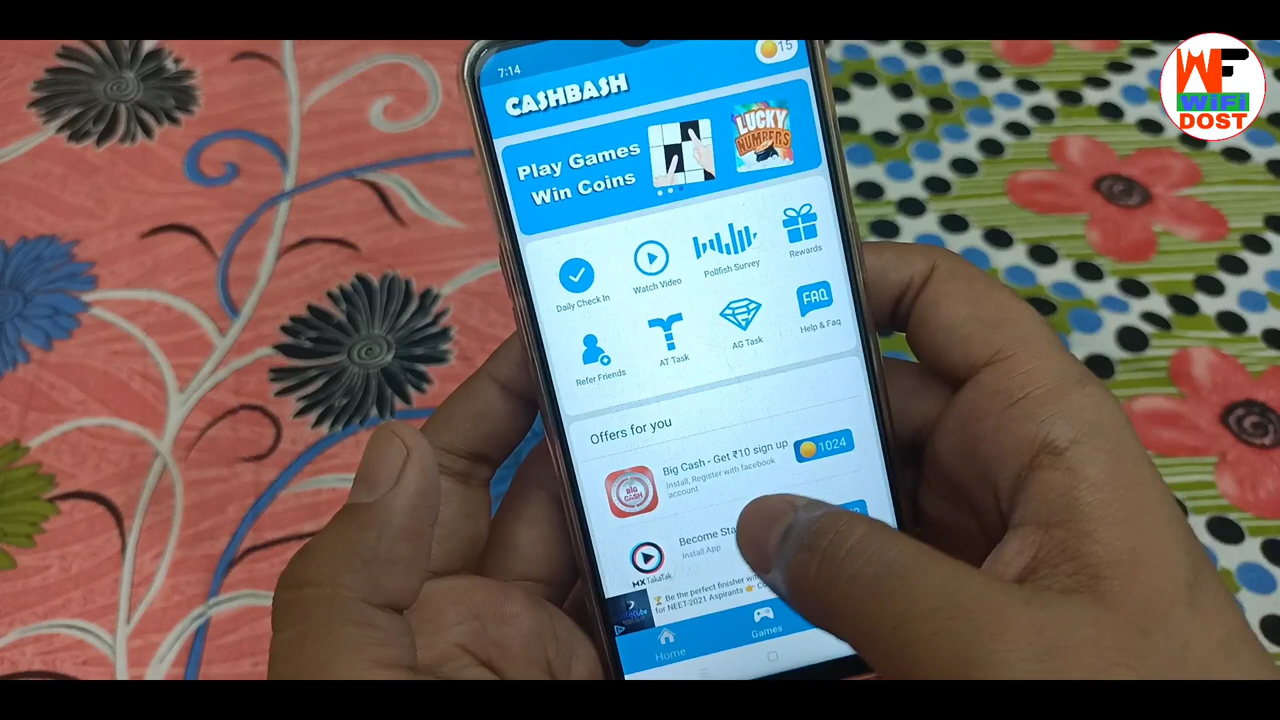 WF
WiFi
DOST
7:14
15
CASHBASH
Play Games
Win Coins
LUCKY
NUMBERS
Daily Check In
Watch Video
Pollfish Survey
Rewards
Refer Friends
AT Task
AG Task
FAQ
Help & Faq
Offers for you
BIG
CASH
Big Cash - Get ₹10 sign up
Install, Register with facebook
account
1024
Become Sta
Install App
MX TakaTak
Be the perfect finisher wi
for NEET-2021 Aspirants
Home
Games